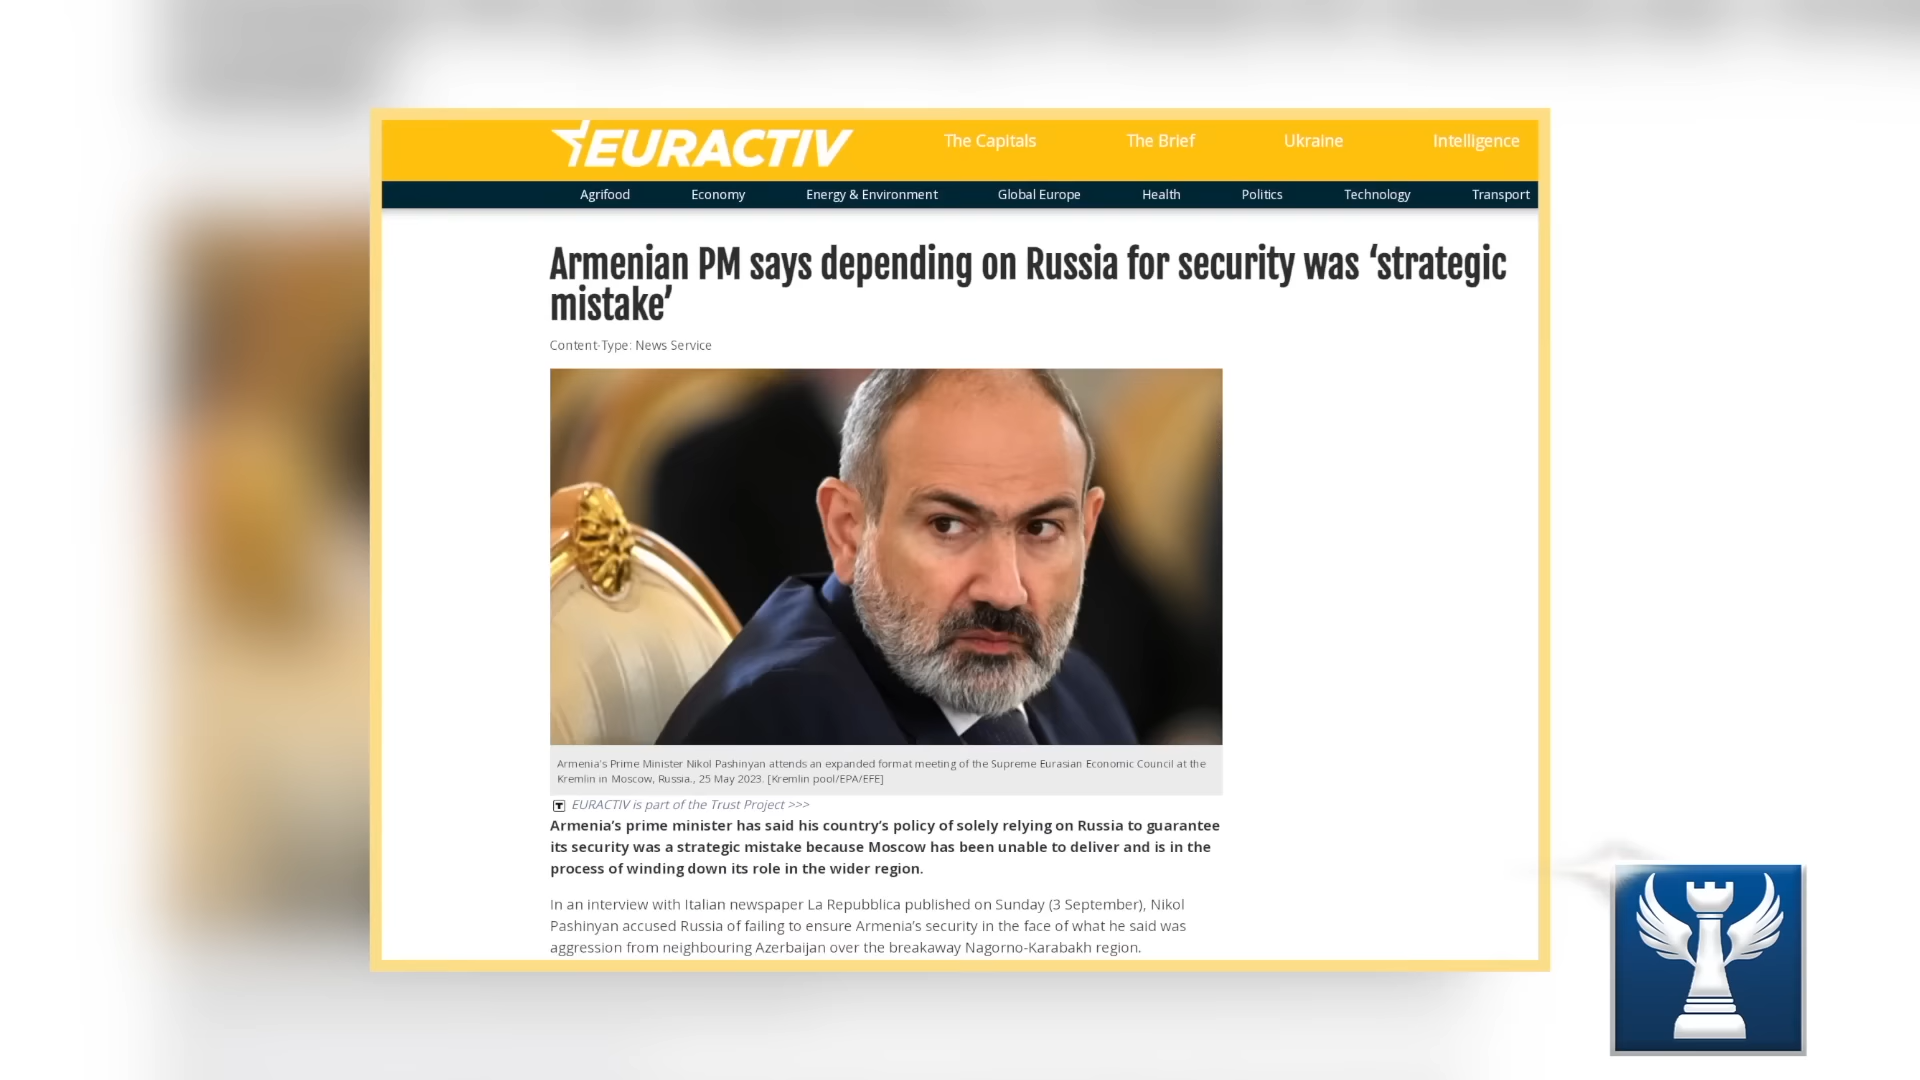 EURACTIV
The Capitals
The Brief
Ukraine
Intelligence
Agrifood
Economy
Energy & Environment
Global Europe
Health
Politics
Technology
Transport
Armenian PM says depending on Russia for security was ‘strategic
mistake’
Content-Type: News Service
Armenia's Prime Minister Nikol Pashinyan attends an expanded format meeting of the Supreme Eurasian Economic Council at the
Kremlin in Moscow, Russia., 25 May 2023. [Kremlin pool/EPA/EFE]
T EURACTIV is part of the Trust Project >>>
Armenia’s prime minister has said his country’s policy of solely relying on Russia to guarantee
its security was a strategic mistake because Moscow has been unable to deliver and is in the
process of winding down its role in the wider region.
In an interview with Italian newspaper La Repubblica published on Sunday (3 September), Nikol
Pashinyan accused Russia of failing to ensure Armenia’s security in the face of what he said was
aggression from neighbouring Azerbaijan over the breakaway Nagorno-Karabakh region.